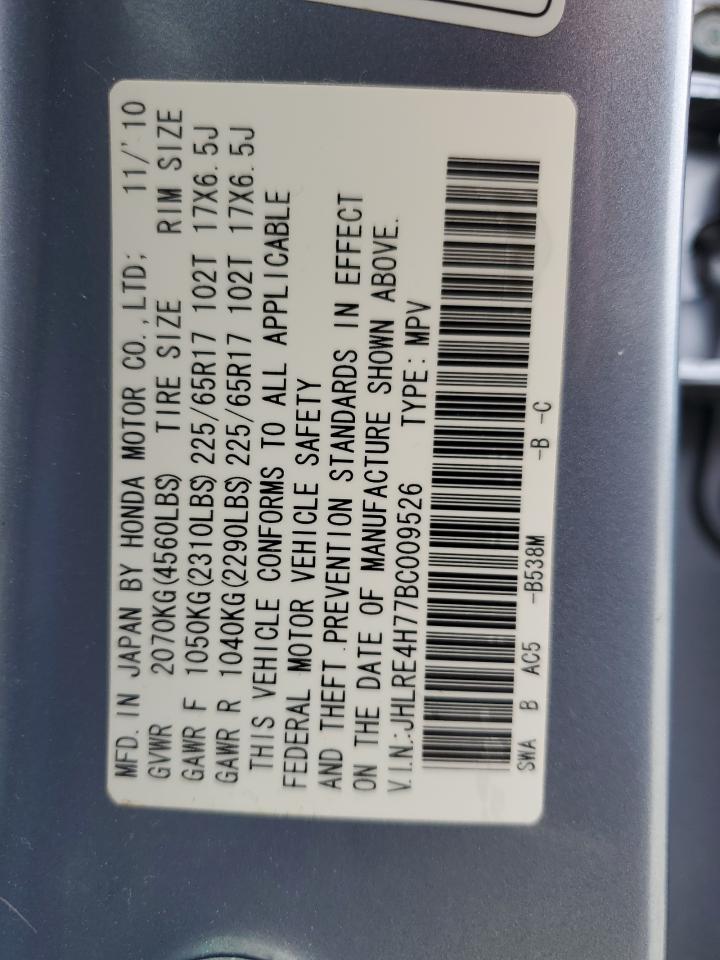 MFD. IN JAPAN BY HONDA MOTOR CO., LTD; 11/'10
GVWR 2070KG(4560LBS) TIRE SIZE RIM SIZE
GAWR F 1050KG(2310LBS) 225/65R17 102T 17X6.5J
GAWR R 1040KG(2290LBS) 225/65R17 102T 17X6.5J
THIS VEHICLE CONFORMS TO ALL APPLICABLE
FEDERAL MOTOR VEHICLE SAFETY
AND THEFT PREVENTION STANDARDS IN EFFECT
ON THE DATE OF MANUFACTURE SHOWN ABOVE.
V.I.N.:JHLRE4H77BC009526 TYPE: MPV
SWA B AC5 -B538M -B -C